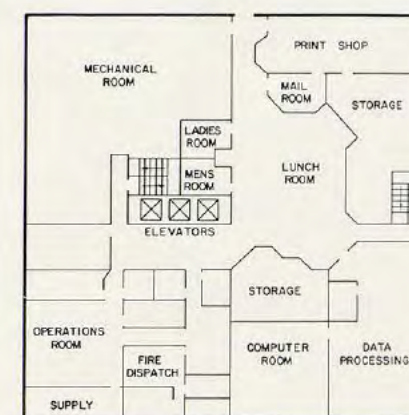 PRINT SHOP
MECHANICAL
ROOM
MAIL
ROOM
STORAGE
LADIES
ROOM
MENS
ROOM
LUNCH
ROOM
ELEVATORS
STORAGE
OPERATIONS
ROOM
COMPUTER
ROOM
DATA
PROCESSING
FIRE
DISPATCH
SUPPLY